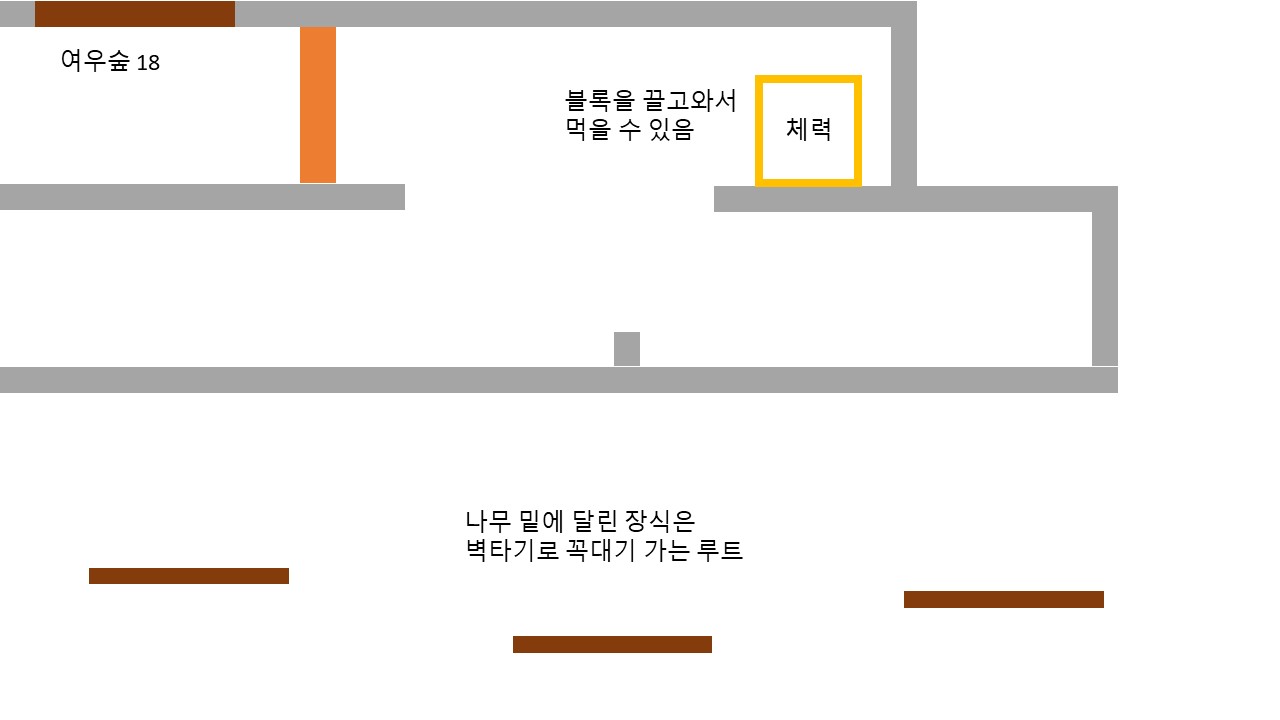 여우숲 18
블록을 끌고와서
먹을 수 있음
체력
나무 밑에 달린 장식은
벽타기로 꼭대기 가는 루트